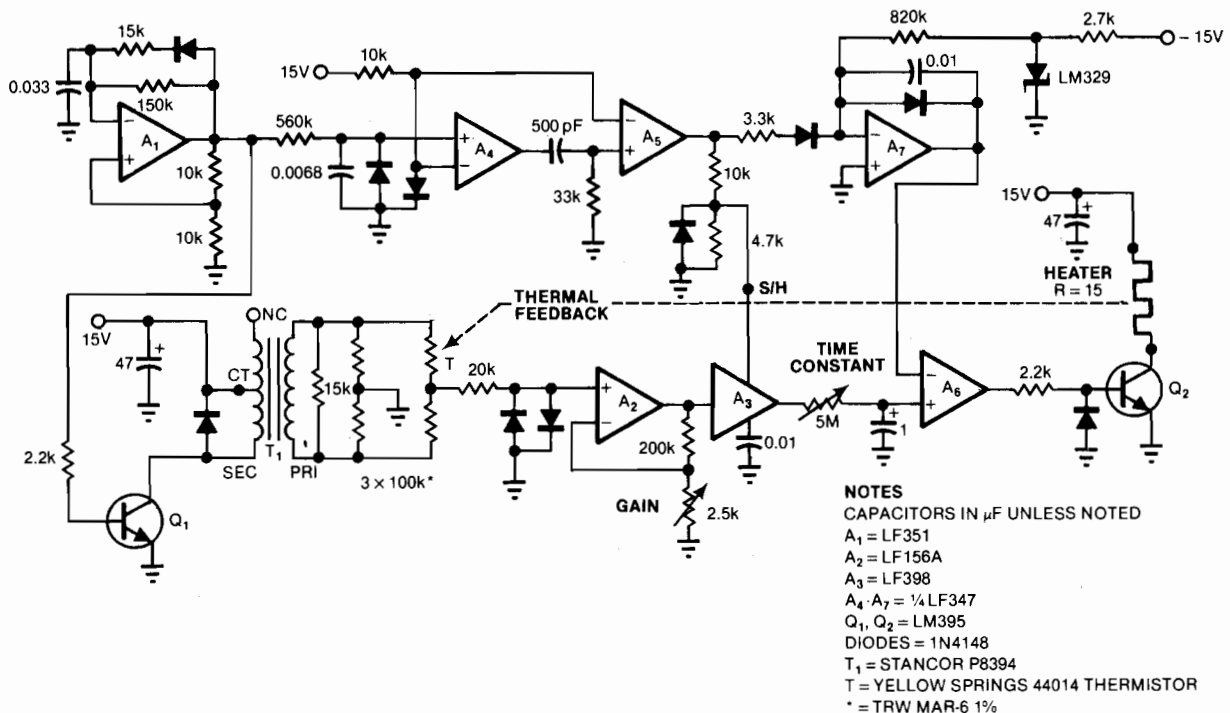 15k
0.033
150k
A1
10k
10k
560k
0.0068
15V
10k
A4
500 pF
33k
A5
3.3k
10k
4.7k
S/H
820k
2.7k
– 15V
0.01
LM329
A7
15V
47
HEATER
R = 15
THERMAL
FEEDBACK
15V
47
NC
CT
SEC
T1
PRI
15k
T
3 × 100k*
2.2k
Q1
20k
A2
200k
GAIN
2.5k
A3
0.01
TIME
CONSTANT
5M
1
A6
2.2k
Q2
NOTES
CAPACITORS IN μF UNLESS NOTED
A1 = LF351
A2 = LF156A
A3 = LF398
A4-A7 = ¼ LF347
Q1, Q2 = LM395
DIODES = 1N4148
T1 = STANCOR P8394
T = YELLOW SPRINGS 44014 THERMISTOR
* = TRW MAR-6 1%